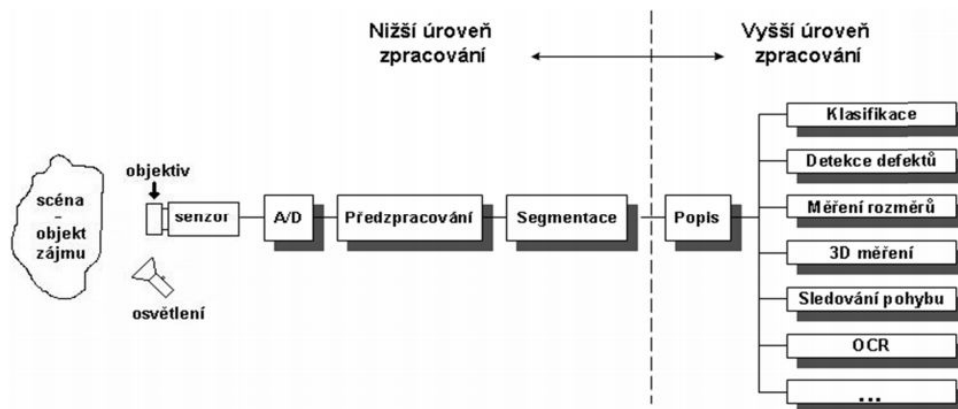 Nižší úroveň
zpracování
Vyšší úroveň
zpracování
scéna
–
objekt
zájmu
objektiv
senzor
osvětlení
A/D
Předzpracování
Segmentace
Popis
Klasifikace
Detekce defektů
Měření rozměrů
3D měření
Sledování pohybu
OCR
...